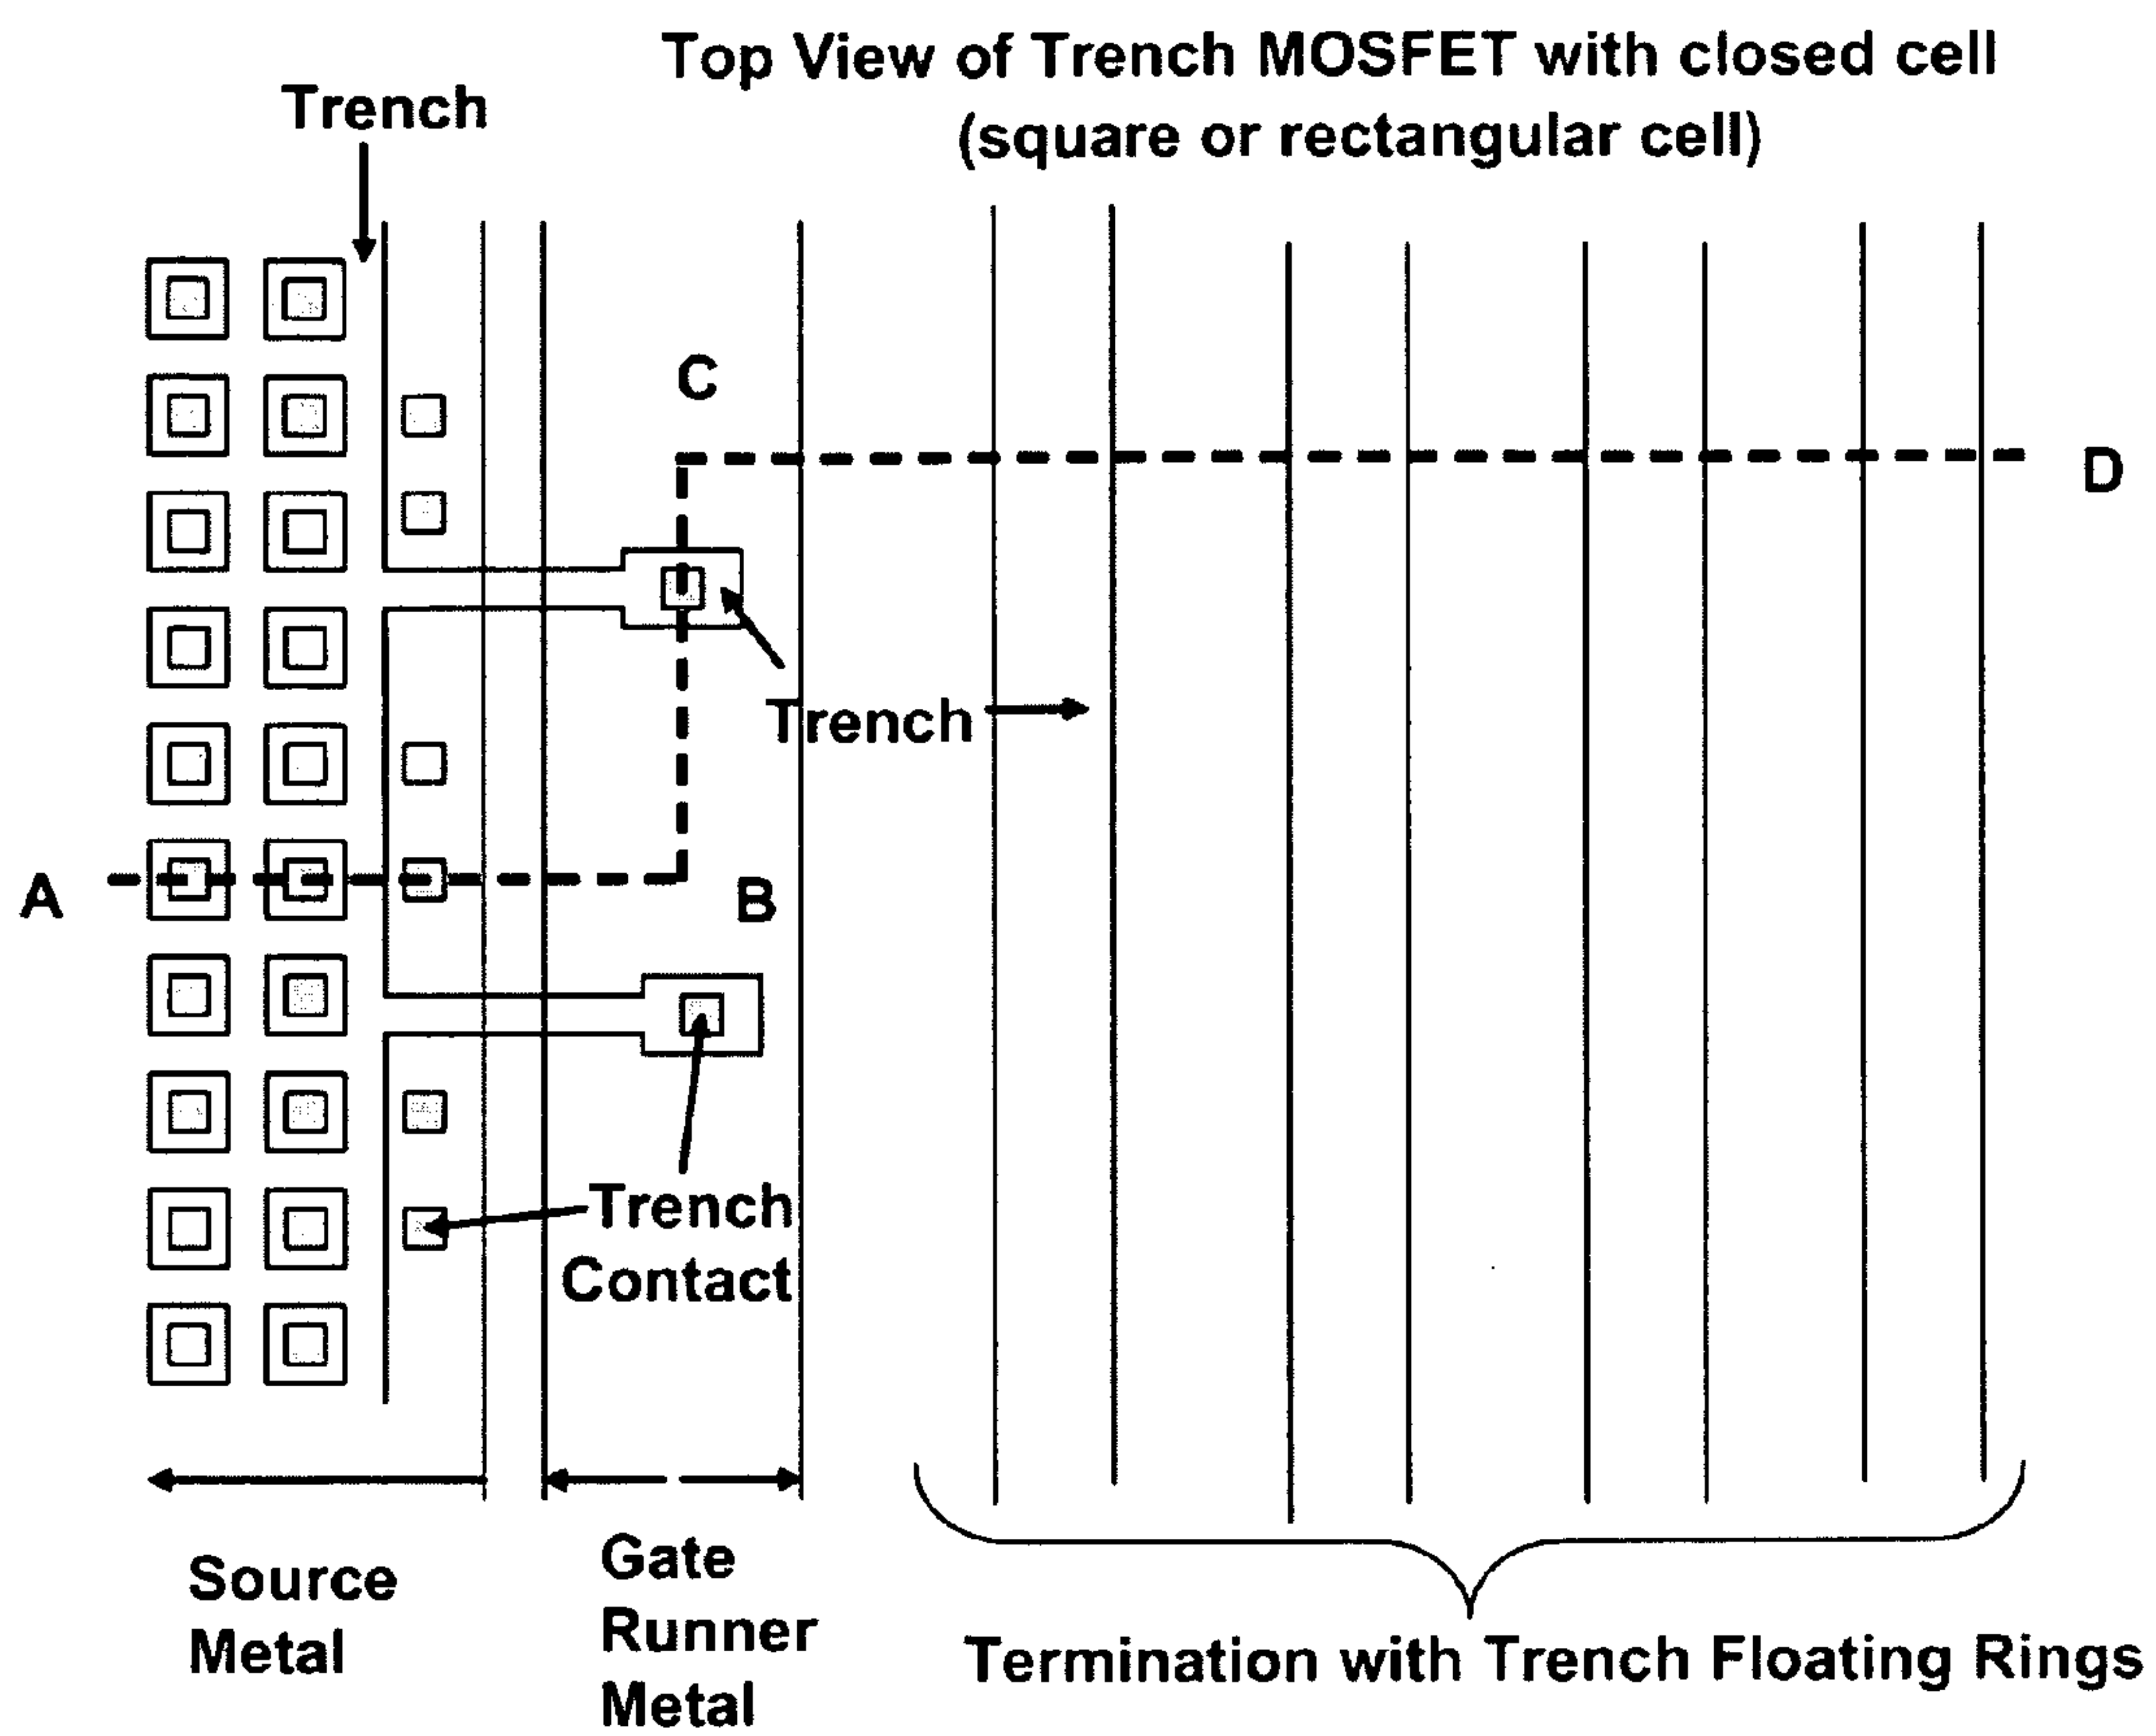 Top View of Trench MOSFET with closed cell
(square or rectangular cell)
Trench
C
D
Trench
A
B
Trench
Contact
Source
Metal
Gate
Runner
Metal
Termination with Trench Floating Rings